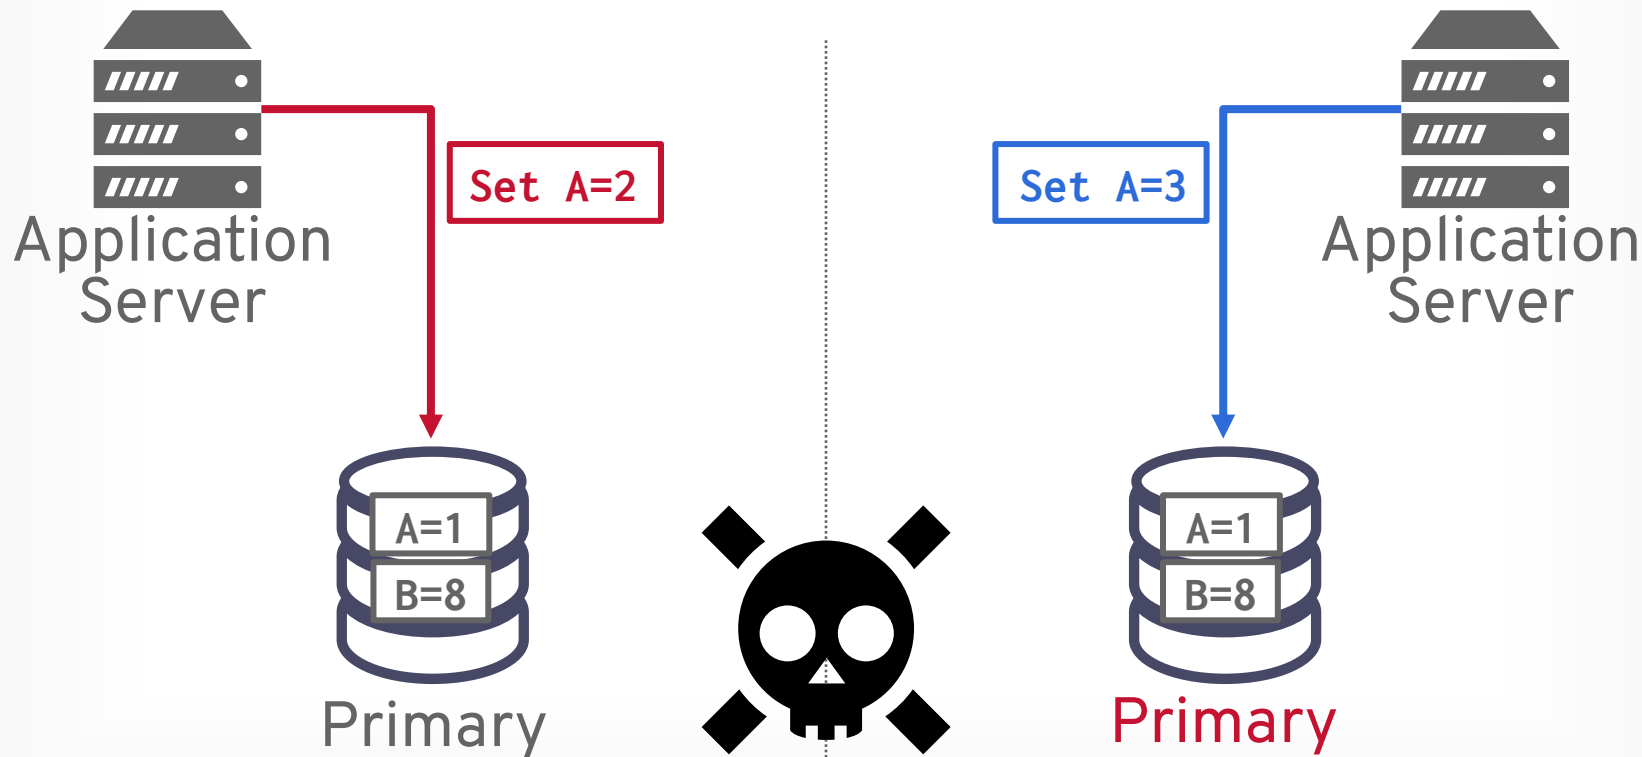 Set A=2
Set A=3
Application
Server
Application
Server
A=1
B=8
A=1
B=8
Primary
Primary